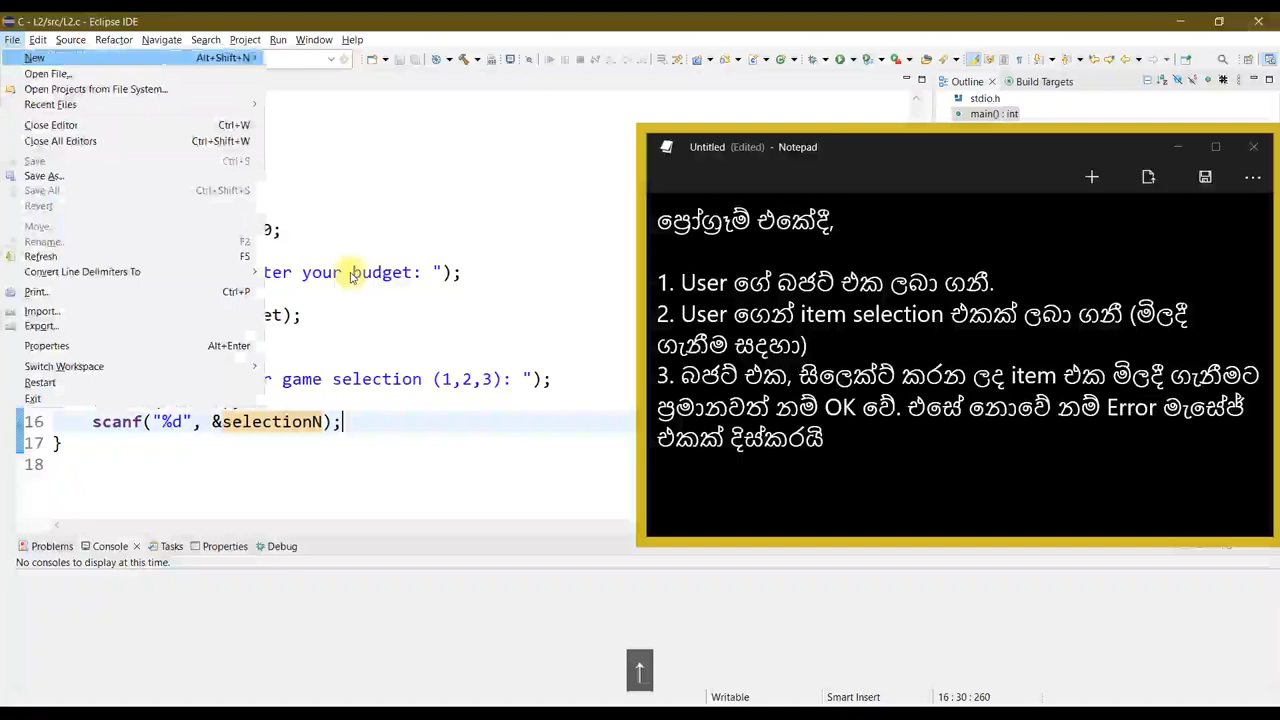 C - L2/src/L2.c - Eclipse IDE
File Edit Source Refactor Navigate Search Project Run Window Help
New Alt+Shift+N
Open File...
Open Projects from File System...
Recent Files
Close Editor Ctrl+W
Close All Editors Ctrl+Shift+W
Save Ctrl+S
Save As...
Save All Ctrl+Shift+S
Revert
Move...
Rename... F2
Refresh F5
Convert Line Delimiters To
Print... Ctrl+P
Import...
Export...
Properties Alt+Enter
Switch Workspace
Restart
Exit
0;
ter your budget: ");
et);
r game selection (1,2,3): ");
16 scanf("%d", &selectionN);
17 }
18
Outline Build Targets
stdio.h
main() : int
Untitled (Edited) - Notepad
ප්‍රෝග්‍රෑම් එකේදී,
1. User ගේ බජට් එක ලබා ගනී.
2. User ගෙන් item selection එකක් ලබා ගනී (මිලදී
ගැනීම සදහා)
3. බජට් එක, සිලෙක්ට් කරන ලද item එක මිලදී ගැනීමට
ප්‍රමානවත් නම් OK වේ. එසේ නොවේ නම් Error මැසේජ්
එකක් දිස්කරයි
Problems Console Tasks Properties Debug
No consoles to display at this time.
↑
Writable Smart Insert 16 : 30 : 260